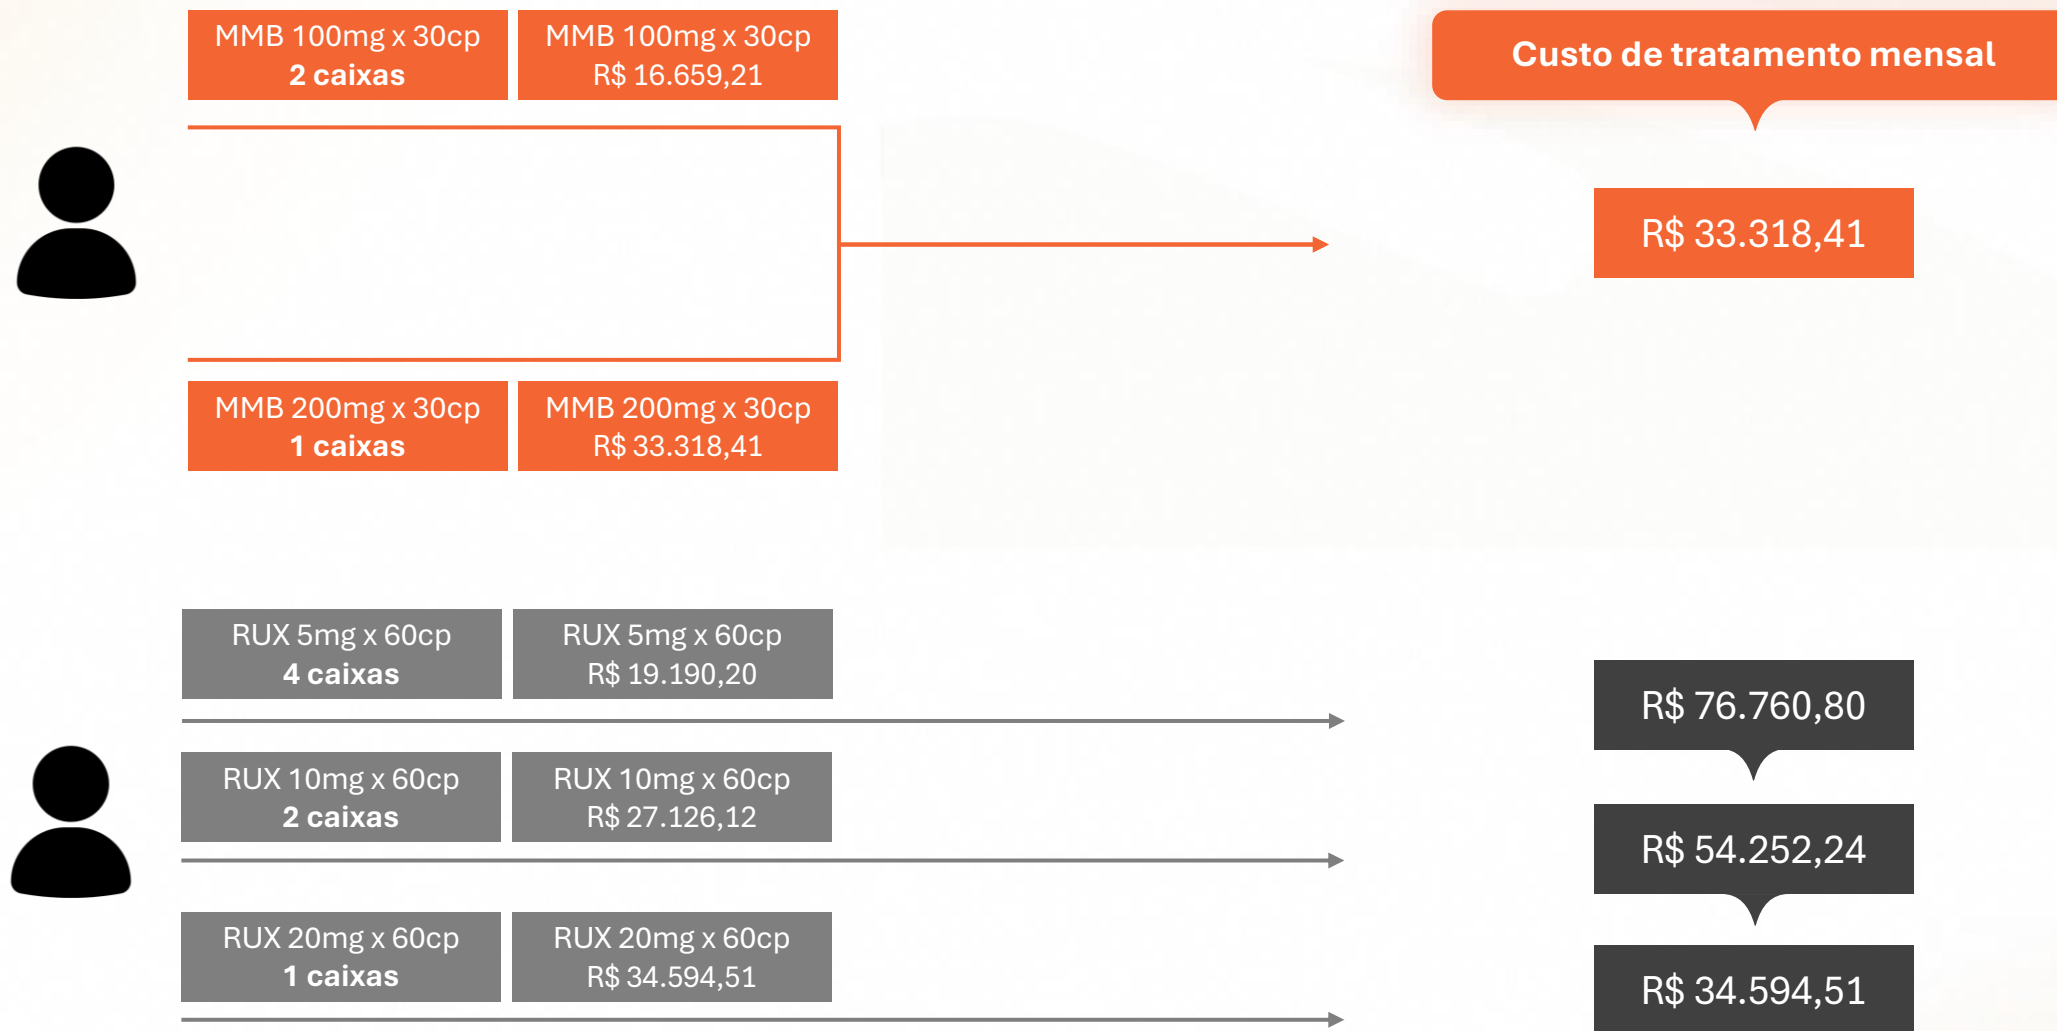 MMB 100mg x 30cp
2 caixas
MMB 100mg x 30cp
R$ 16.659,21
Custo de tratamento mensal
R$ 33.318,41
MMB 200mg x 30cp
1 caixas
MMB 200mg x 30cp
R$ 33.318,41
RUX 5mg x 60cp
4 caixas
RUX 5mg x 60cp
R$ 19.190,20
R$ 76.760,80
RUX 10mg x 60cp
2 caixas
RUX 10mg x 60cp
R$ 27.126,12
R$ 54.252,24
RUX 20mg x 60cp
1 caixas
RUX 20mg x 60cp
R$ 34.594,51
R$ 34.594,51